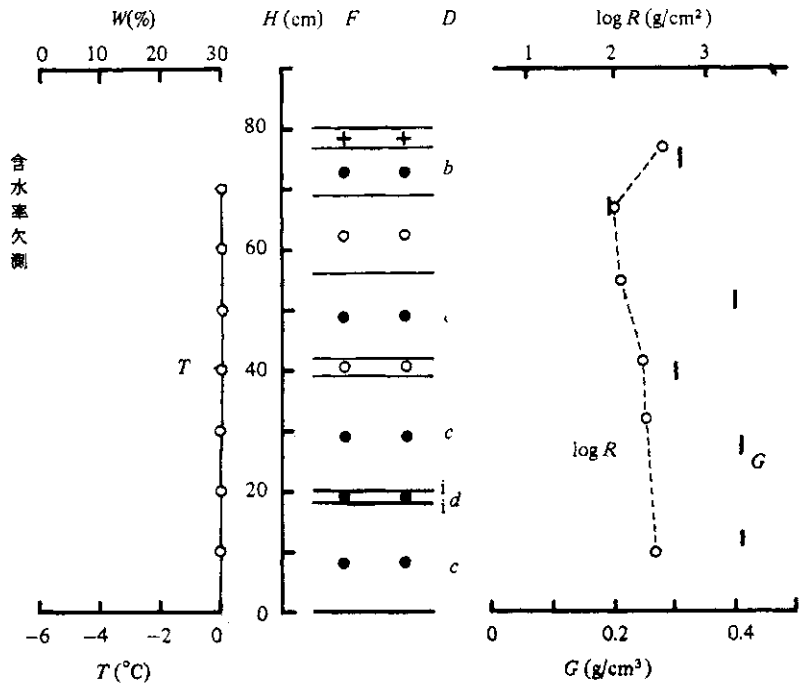 W(%)
0 10 20 30
H (cm) F D
log R (g/cm²)
1 2 3
含水率欠測
80
60
40
20
0
b
c
i
d
i
c
T
log R
G
−6 −4 −2 0
T (°C)
0 0.2 0.4
G (g/cm³)